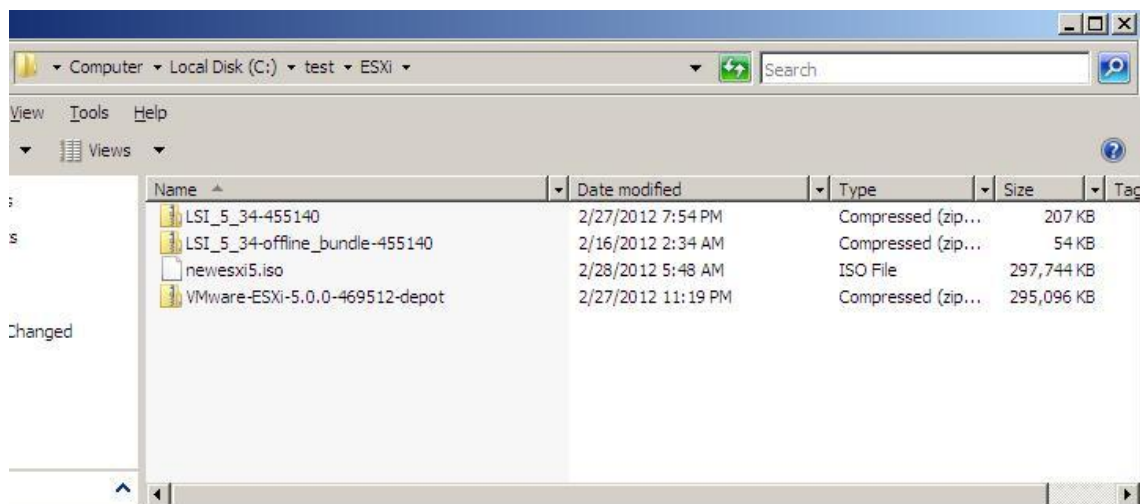 Computer Local Disk (C:) test ESXi Search
View Tools Help
Views
Name Date modified Type Size Tag
LSI_5_34-455140 2/27/2012 7:54 PM Compressed (zip... 207 KB
LSI_5_34-offline_bundle-455140 2/16/2012 2:34 AM Compressed (zip... 54 KB
newesxi5.iso 2/28/2012 5:48 AM ISO File 297,744 KB
VMware-ESXi-5.0.0-469512-depot 2/27/2012 11:19 PM Compressed (zip... 295,096 KB
Changed